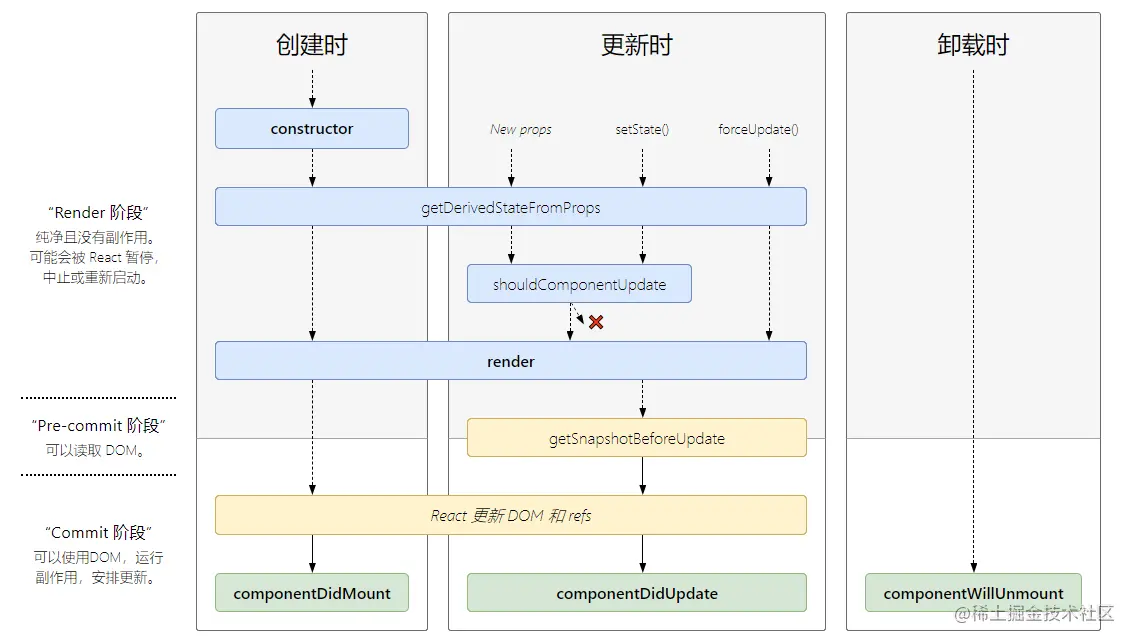 创建时
更新时
卸载时
constructor
New props
setState()
forceUpdate()
getDerivedStateFromProps
“Render 阶段”
纯净且没有副作用。
可能会被 React 暂停，
中止或重新启动。
shouldComponentUpdate
render
“Pre-commit 阶段”
可以读取 DOM。
getSnapshotBeforeUpdate
React 更新 DOM 和 refs
“Commit 阶段”
可以使用DOM，运行
副作用，安排更新。
componentDidMount
componentDidUpdate
componentWillUnmount
@稀土掘金技术社区